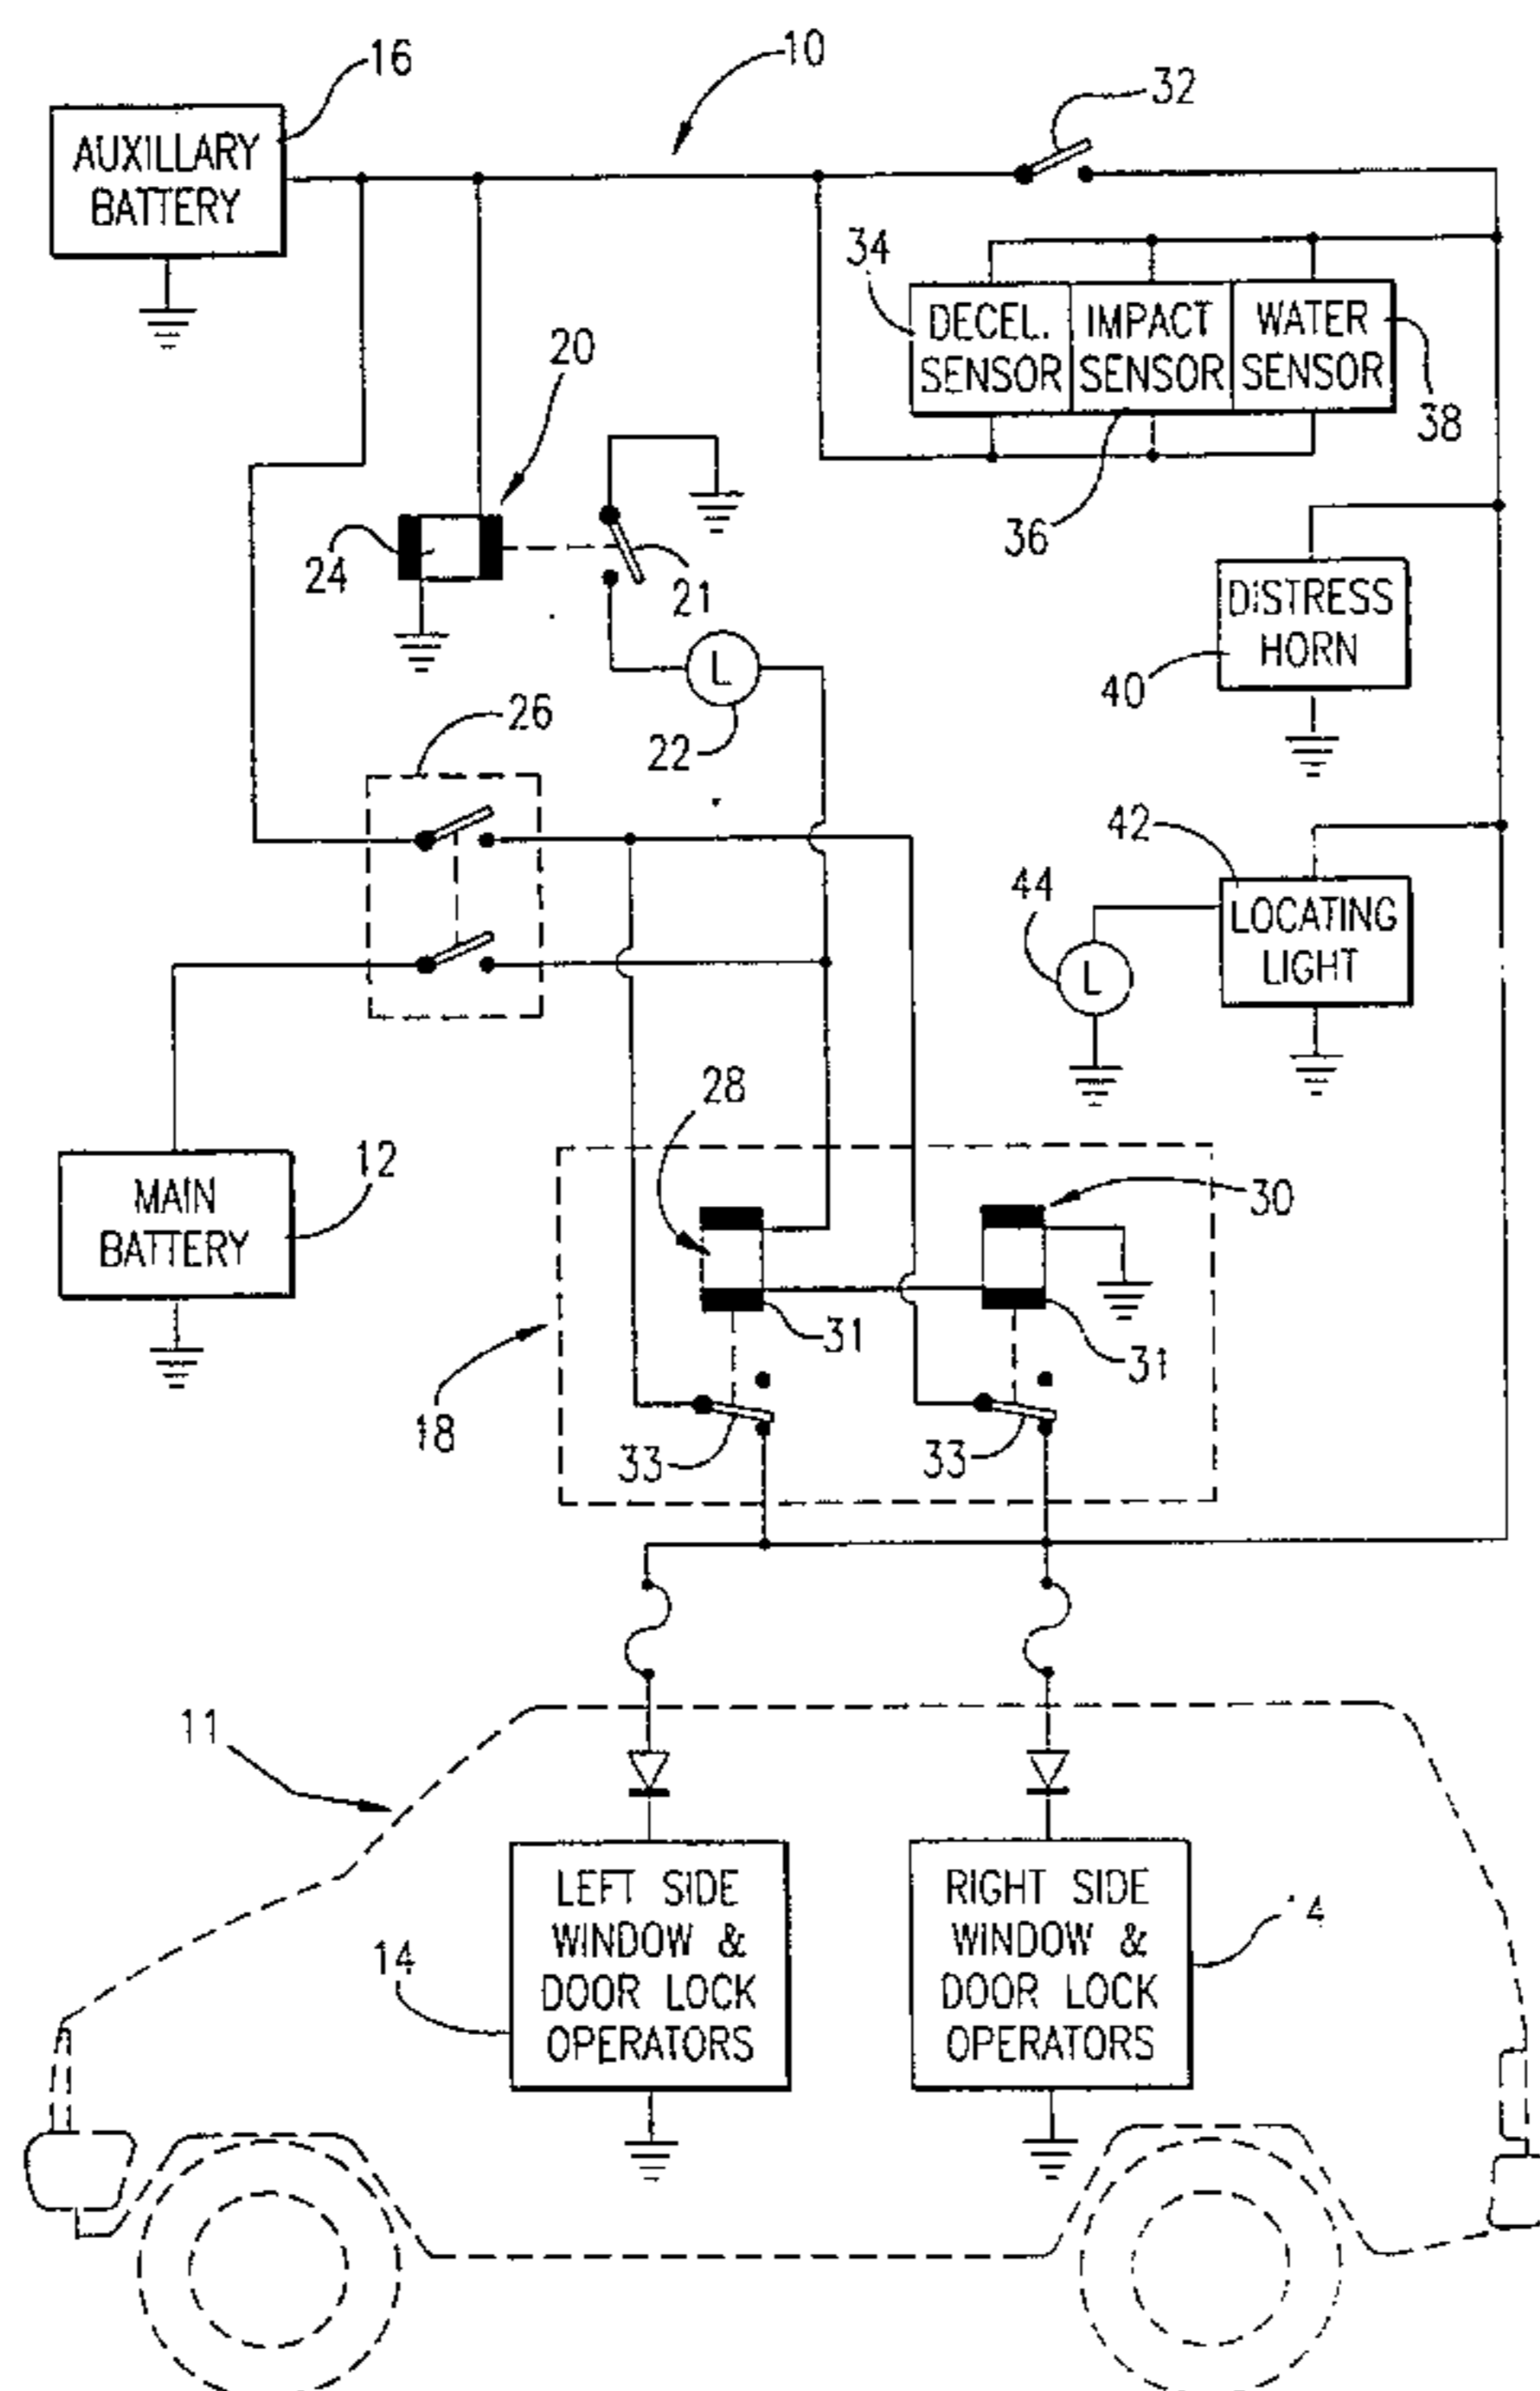 16
10
32
AUXILLARY
BATTERY
34
DECEL.
SENSOR
IMPACT
SENSOR
WATER
SENSOR
38
20
36
24
21
DISTRESS
HORN
40
L
22
26
42
44
LOCATING
LIGHT
L
28
12
MAIN
BATTERY
30
31
31
18
33
33
11
LEFT SIDE
WINDOW &
DOOR LOCK
OPERATORS
14
RIGHT SIDE
WINDOW &
DOOR LOCK
OPERATORS
14